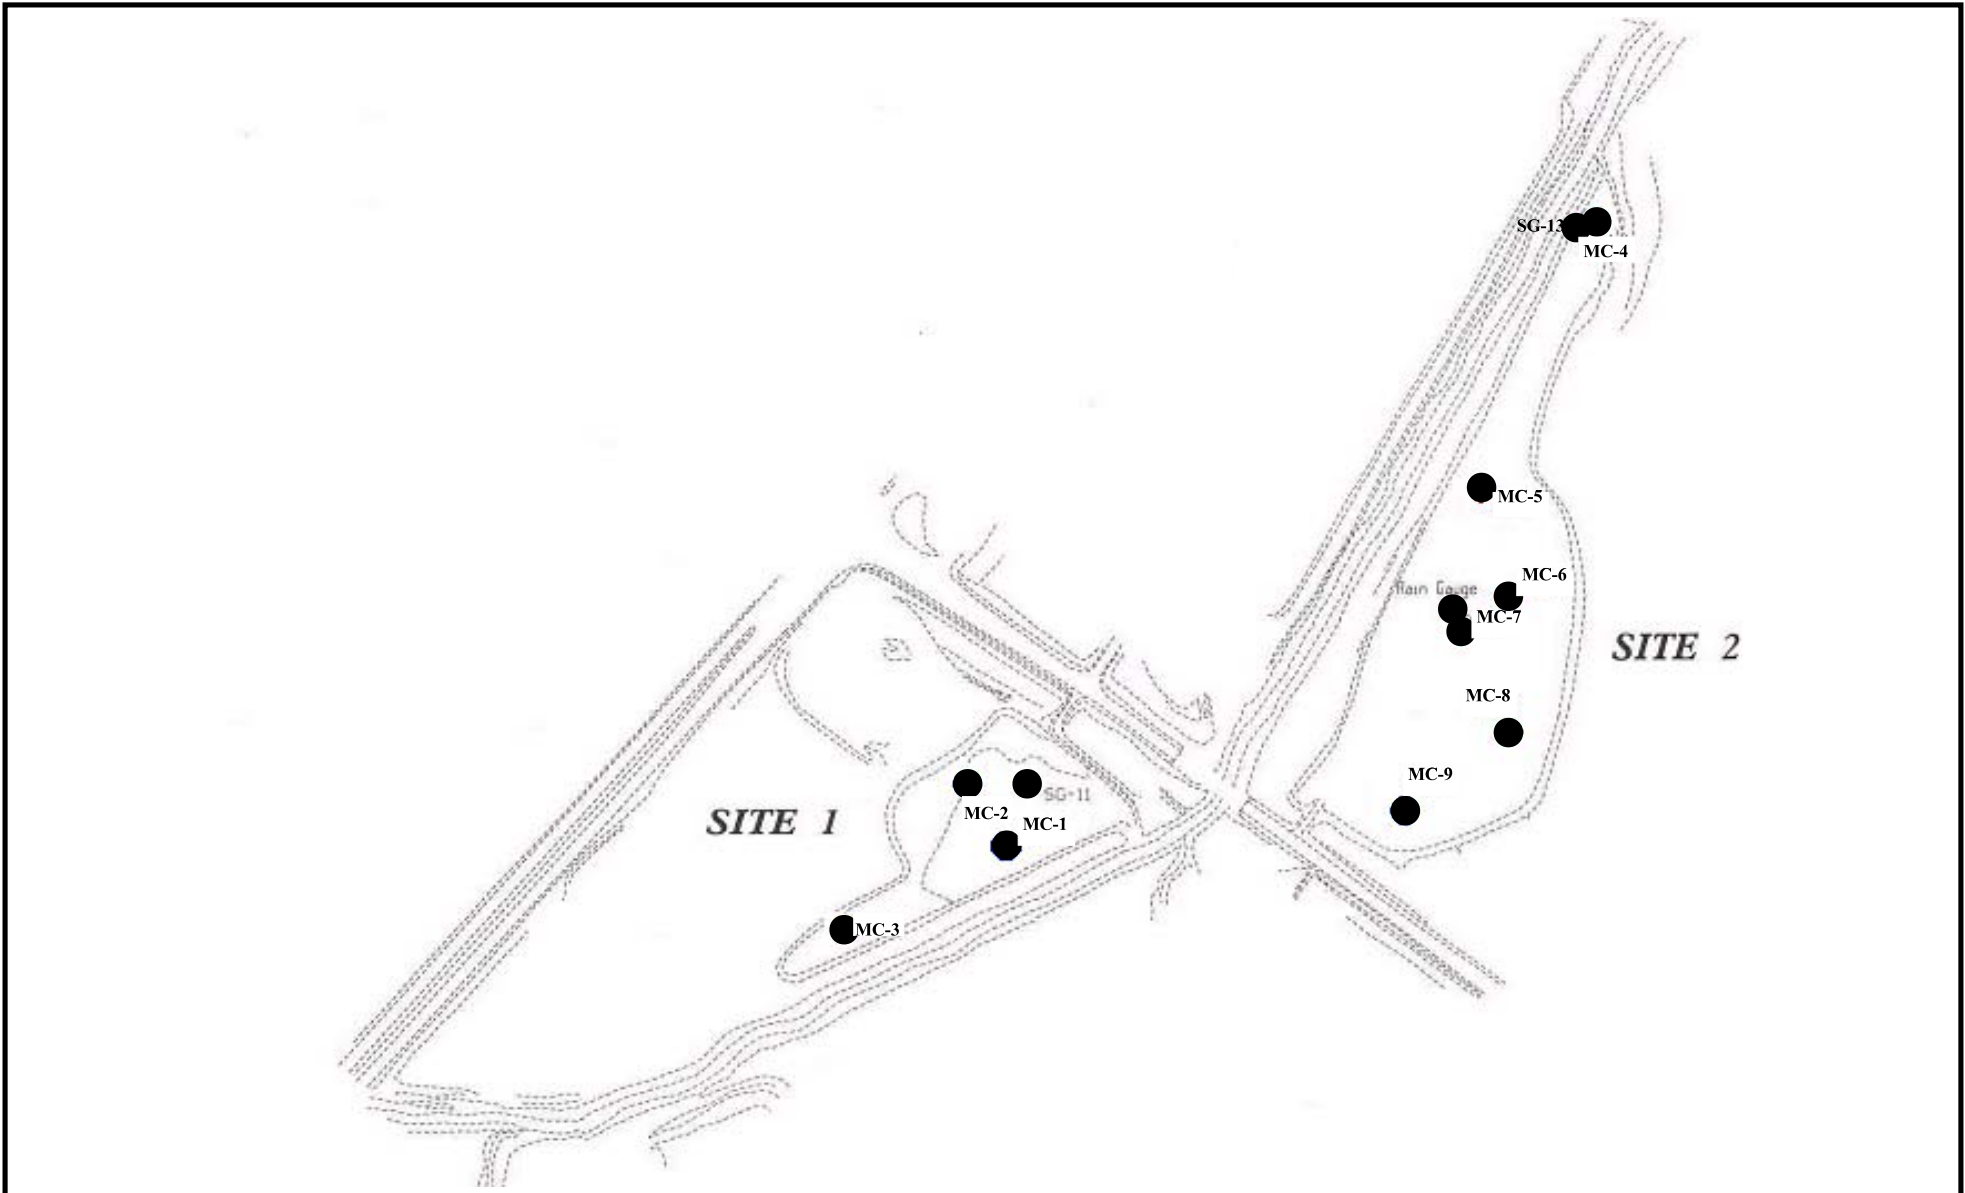 SG-13
MC-4
MC-5
MC-6
Rain Gauge
MC-7
SITE 2
MC-8
MC-9
SG-11
MC-2
MC-1
SITE 1
MC-3